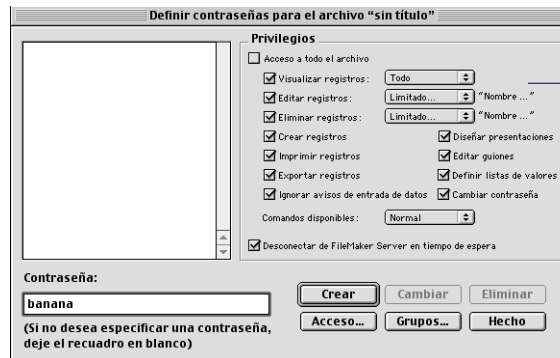 Definir contraseñas para el archivo “sin título”
Privilegios
Acceso a todo el archivo
Visualizar registros: Todo
Editar registros: Limitado... “Nombre ...”
Eliminar registros: Limitado... “Nombre ...”
Crear registros Diseñar presentaciones
Imprimir registros Editar guiones
Exportar registros Definir listas de valores
Ignorar avisos de entrada de datos Cambiar contraseña
Comandos disponibles: Normal
Desconectar de FileMaker Server en tiempo de espera
Contraseña:
banana
(Si no desea especificar una contraseña,
deje el recuadro en blanco)
Crear Cambiar Eliminar
Acceso... Grupos... Hecho